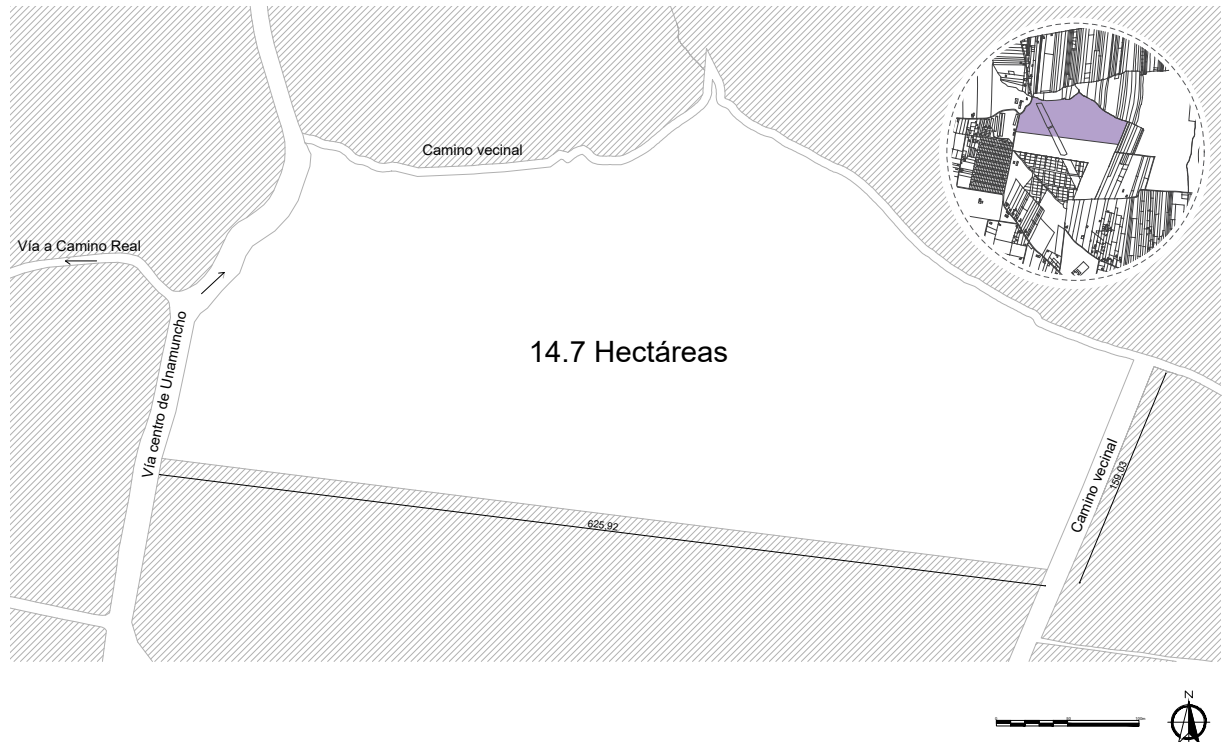 Camino vecinal
Vía a Camino Real
Vía centro de Unamuncho
14.7 Hectáreas
625,92
Camino vecinal
159,03
N